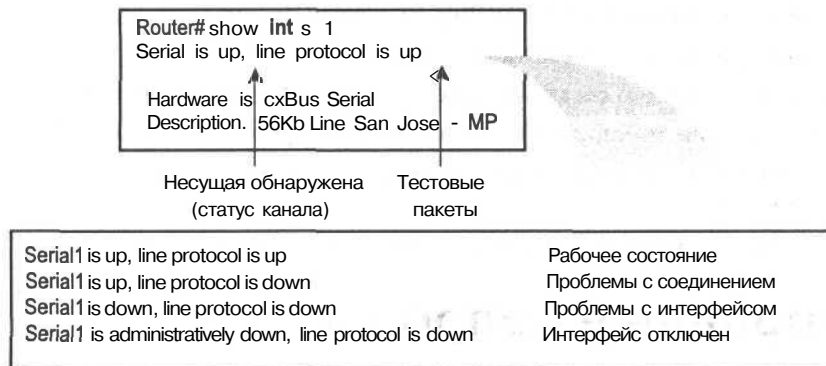 Router# show int s 1
Serial is up, line protocol is up
Hardware is cxBus Serial
Description. 56Kb Line San Jose - MP
Несущая обнаружена
(статус канала)
Тестовые
пакеты
Serial1 is up, line protocol is up Рабочее состояние
Serial1 is up, line protocol is down Проблемы с соединением
Serial1 is down, line protocol is down Проблемы с интерфейсом
Serial1 is administratively down, line protocol is down Интерфейс отключен